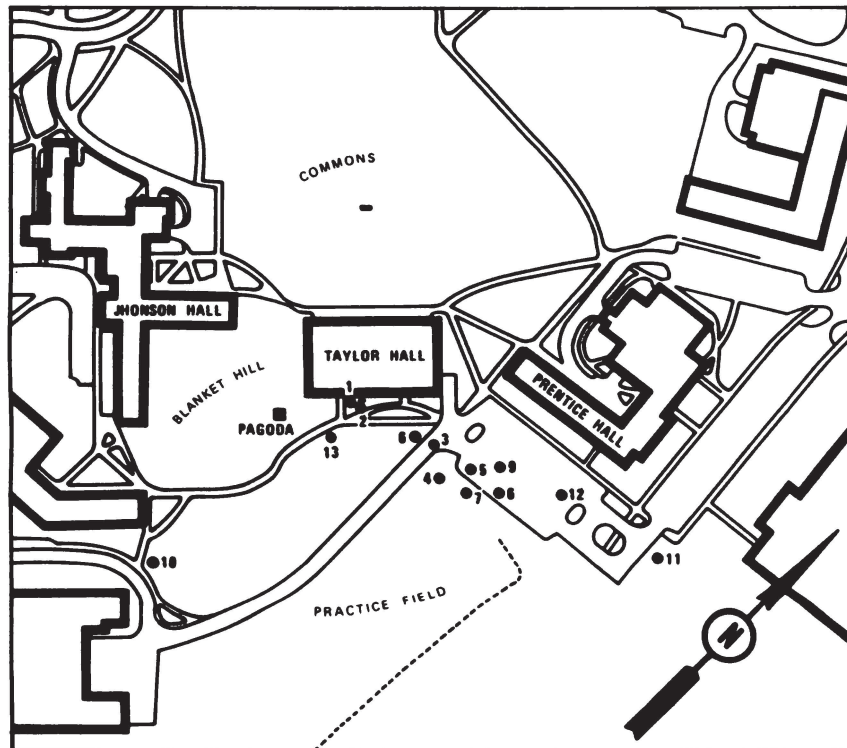 COMMONS
JHONSON HALL
TAYLOR HALL
BLANKET HILL
PRENTICE HALL
1
PAGODA
2
13
6
3
5
9
4
7
6
12
10
11
PRACTICE FIELD
N